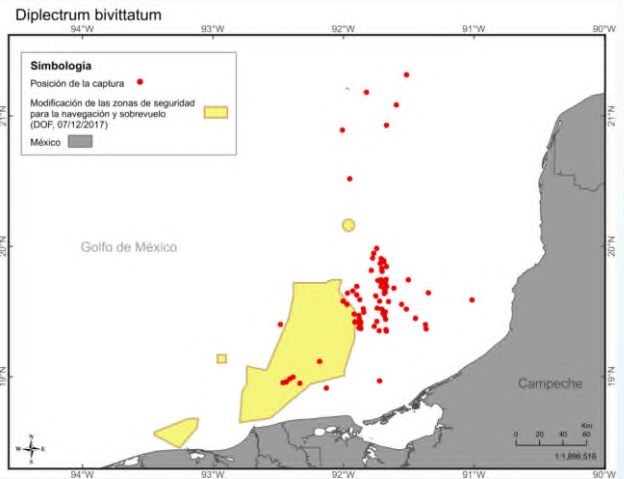 Diplectrum bivittatum
94°W 93°W 92°W 91°W 90°W
Simbología
Posición de la captura
Modificación de las zonas de seguridad
para la navegación y sobrevuelo
(DOF, 07/12/2017)
México
21°N 21°N
Golfo de México
20°N 20°N
19°N 19°N
Campeche
N
W E
S
Km
0 20 40 60
1:1,896,518
94°W 93°W 92°W 91°W 90°W